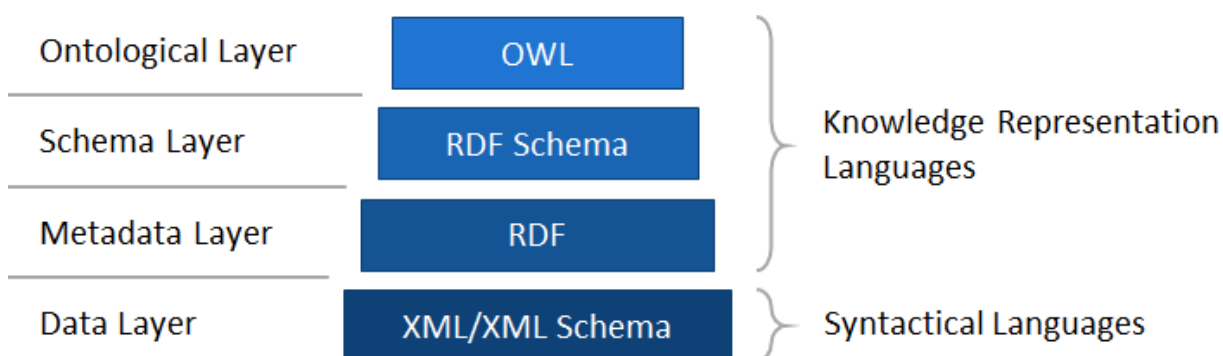 Ontological Layer
OWL
Schema Layer
RDF Schema
Knowledge Representation
Languages
Metadata Layer
RDF
Data Layer
XML/XML Schema
Syntactical Languages